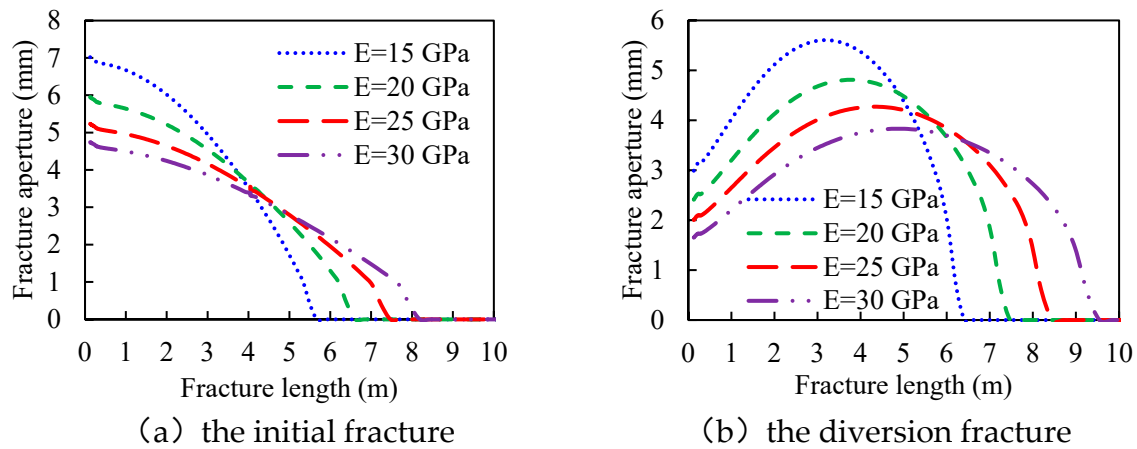 8
7
6
5
4
3
2
1
0
Fracture aperture (mm)
E=15 GPa
E=20 GPa
E=25 GPa
E=30 GPa
0 1 2 3 4 5 6 7 8 9 10
Fracture length (m)
（a）the initial fracture
6
5
4
3
2
1
0
Fracture aperture (mm)
E=15 GPa
E=20 GPa
E=25 GPa
E=30 GPa
0 1 2 3 4 5 6 7 8 9 10
Fracture length (m)
（b）the diversion fracture